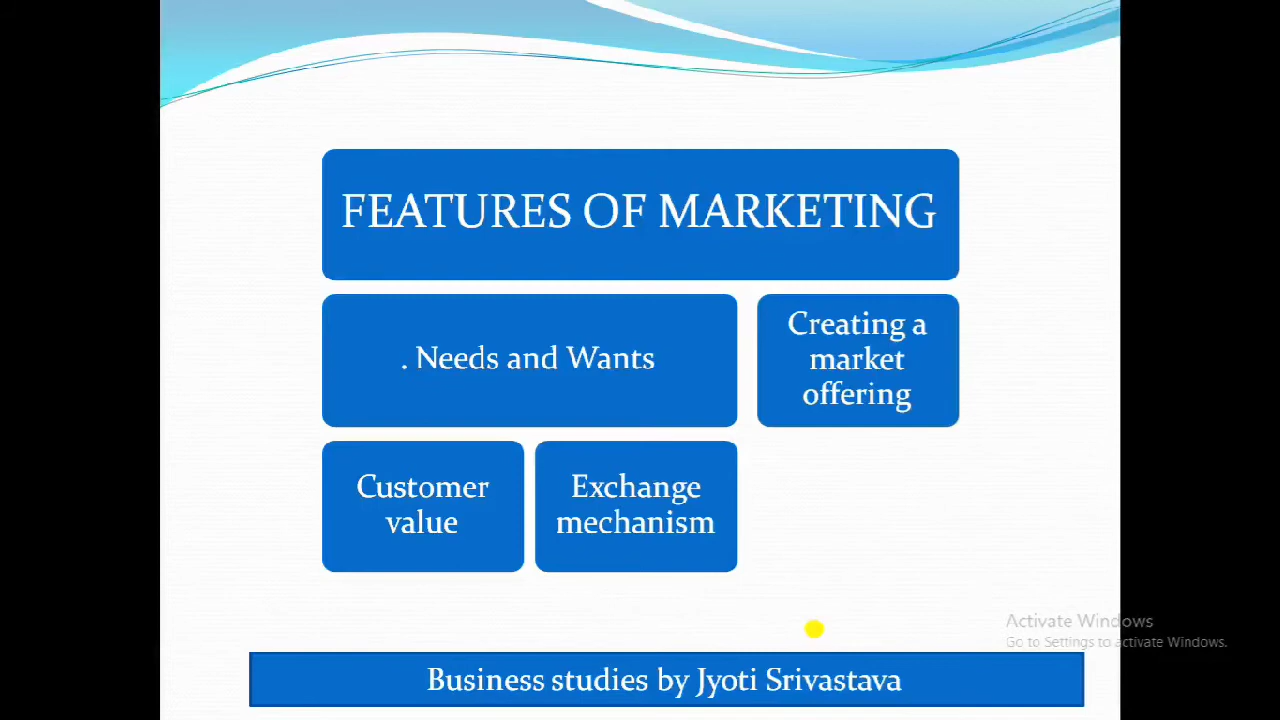 FEATURES OF MARKETING
. Needs and Wants
Creating a
market
offering
Customer
value
Exchange
mechanism
Activate Windows
Go to Settings to activate Windows.
Business studies by Jyoti Srivastava